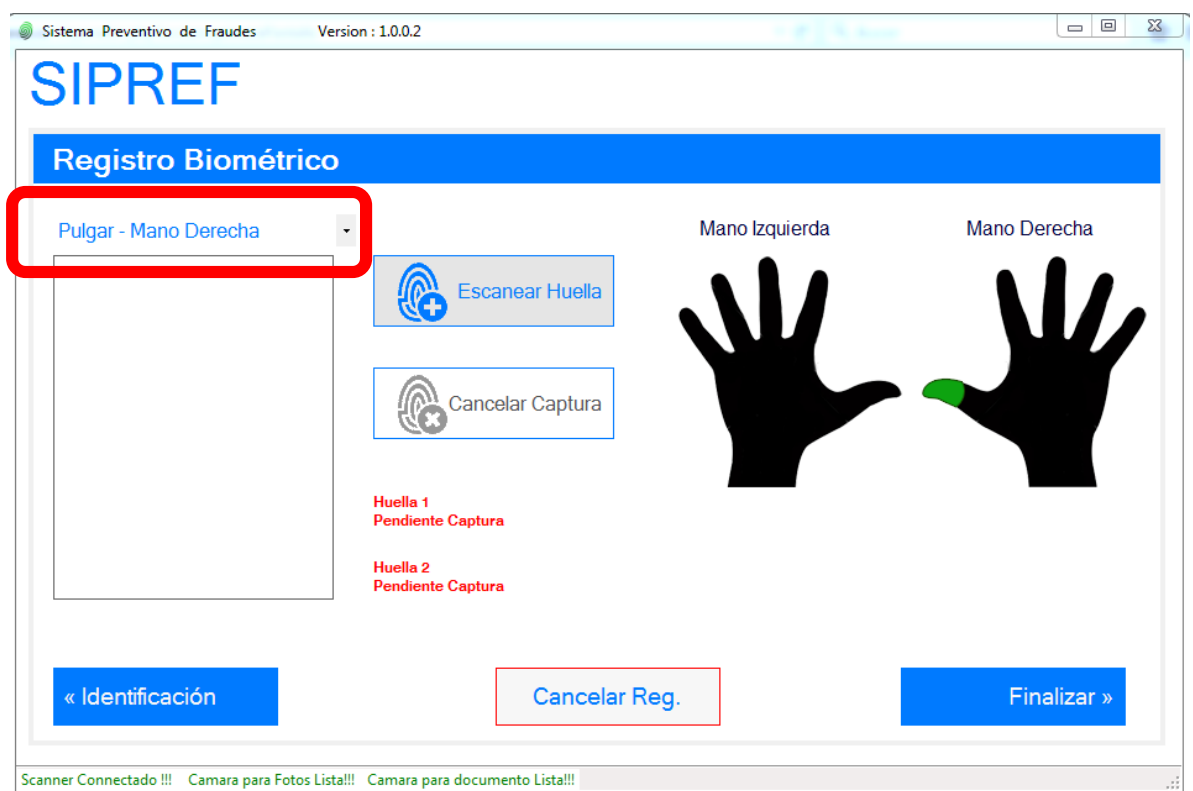 Sistema Preventivo de Fraudes Version : 1.0.0.2
SIPREF
Registro Biométrico
Pulgar - Mano Derecha
Mano Izquierda
Mano Derecha
Escanear Huella
Cancelar Captura
Huella 1
Pendiente Captura
Huella 2
Pendiente Captura
« Identificación
Cancelar Reg.
Finalizar »
Scanner Connectado !!! Camara para Fotos Lista!!! Camara para documento Lista!!!